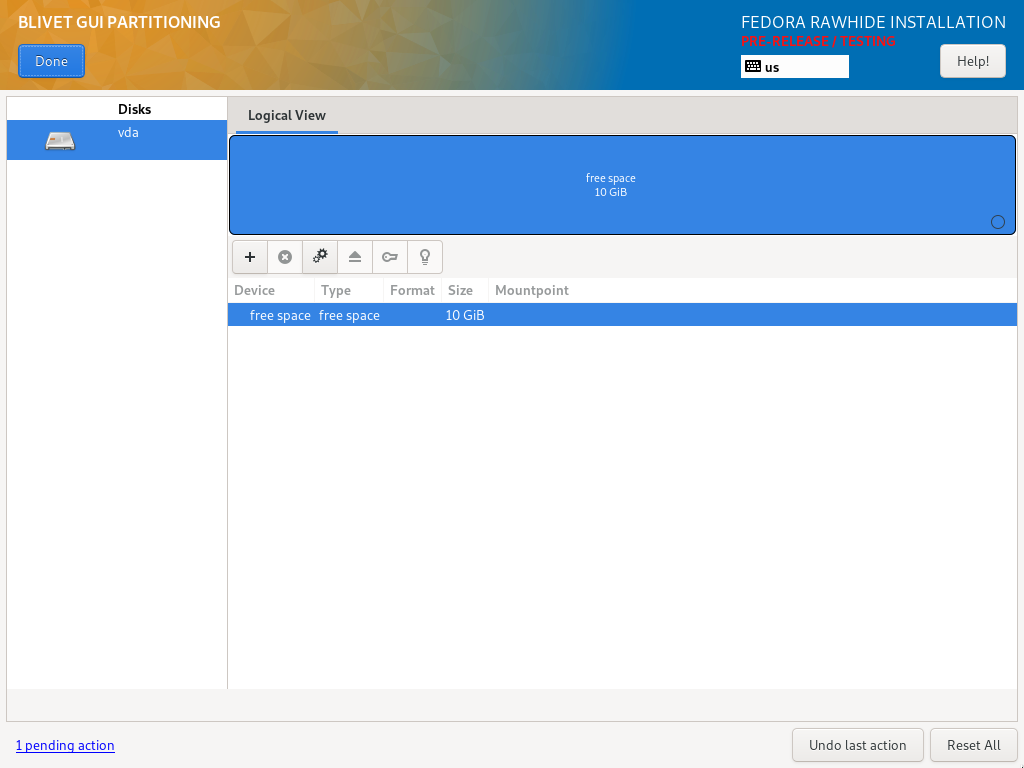 BLIVET GUI PARTITIONING
Done
FEDORA RAWHIDE INSTALLATION
PRE-RELEASE / TESTING
us
Help!
Disks
vda
Logical View
free space
10 GiB
Device Type Format Size Mountpoint
free space free space 10 GiB
1 pending action
Undo last action
Reset All